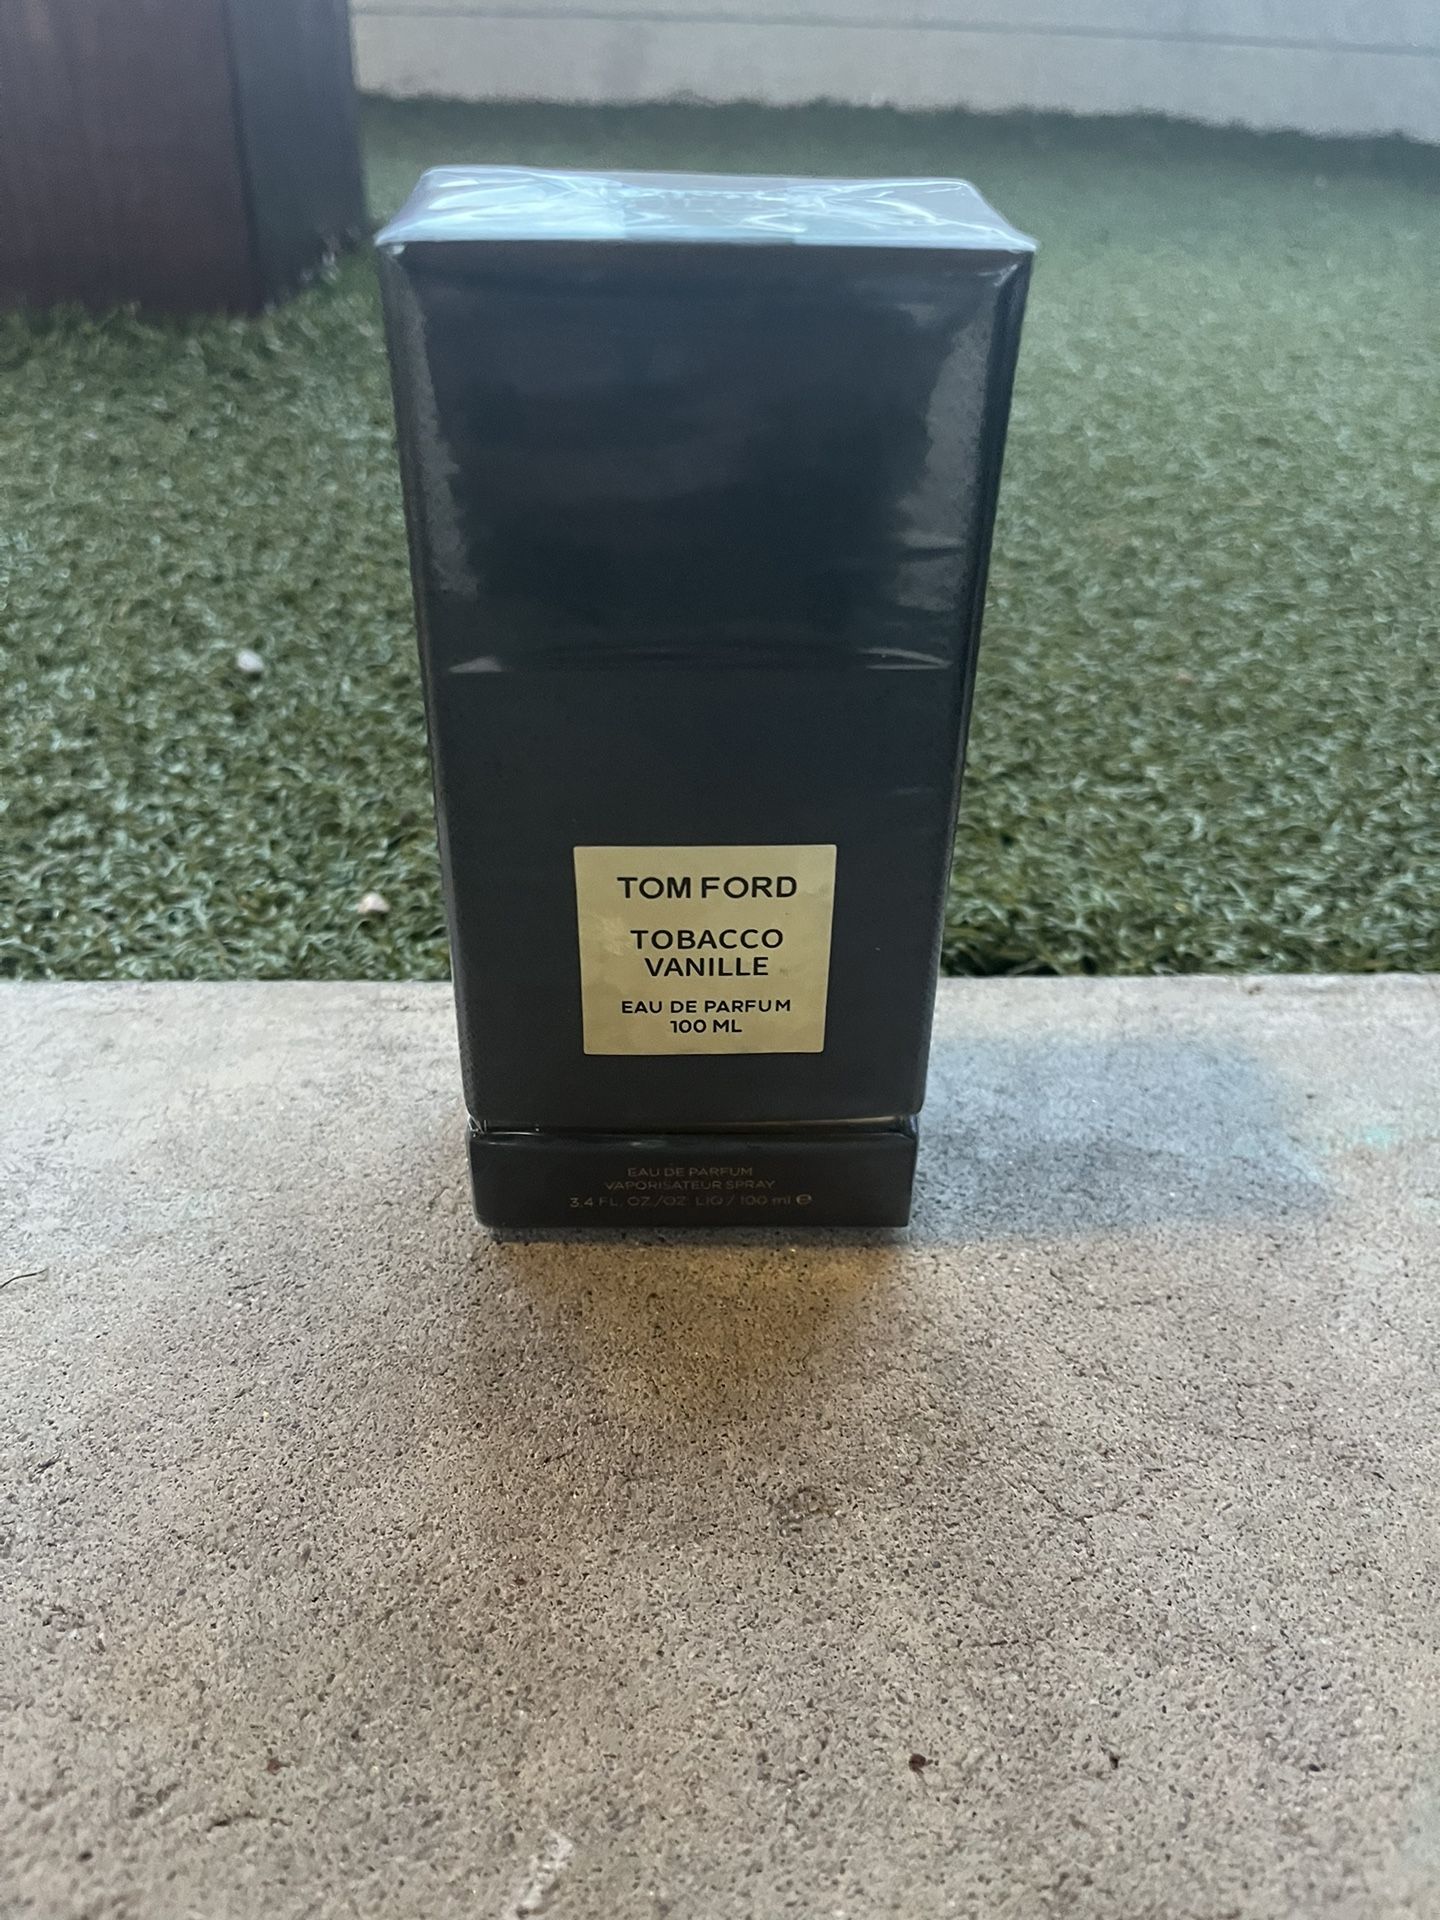 TOM FORD
TOBACCO
VANILLE
EAU DE PARFUM
100 ML
EAU DE PARFUM
VAPORISATEUR SPRAY
3.4 FL. OZ./OZ. LIQ / 100 ml ℮